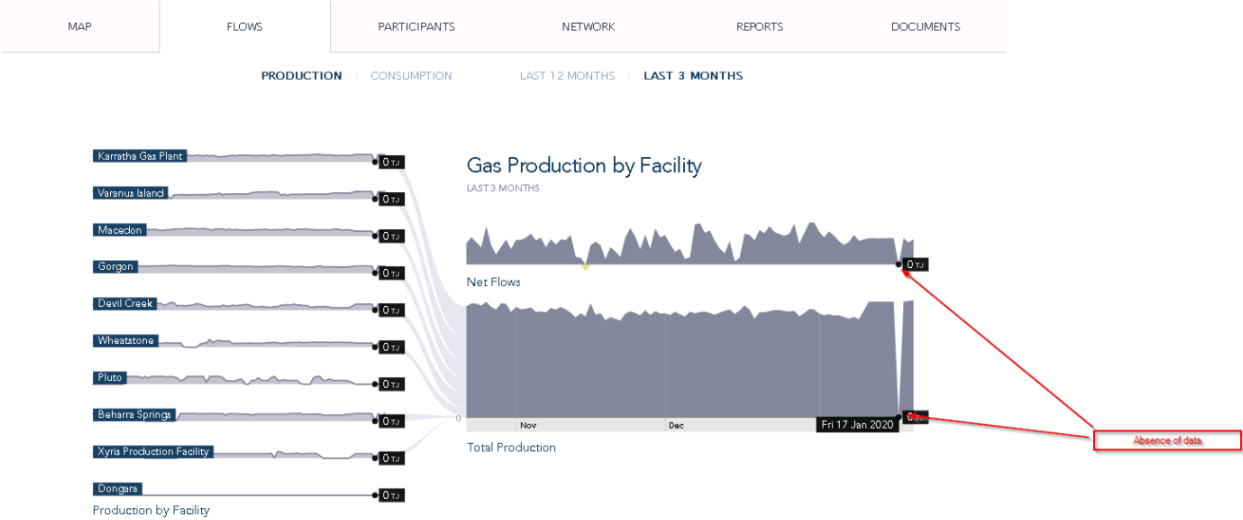 MAP FLOWS PARTICIPANTS NETWORK REPORTS DOCUMENTS
PRODUCTION CONSUMPTION LAST 12 MONTHS LAST 3 MONTHS
Karratha Gas Plant 0 TJ
Varanus Island 0 TJ
Macedon 0 TJ
Gorgon 0 TJ
Devil Creek 0 TJ
Wheatstone 0 TJ
Pluto 0 TJ
Beharra Springs 0 TJ
Xyris Production Facility 0 TJ
Dongara 0 TJ
Production by Facility
Gas Production by Facility
LAST 3 MONTHS
0 TJ
Net Flows
0 Nov Dec Fri 17 Jan 2020 0 TJ
Total Production
Absence of data